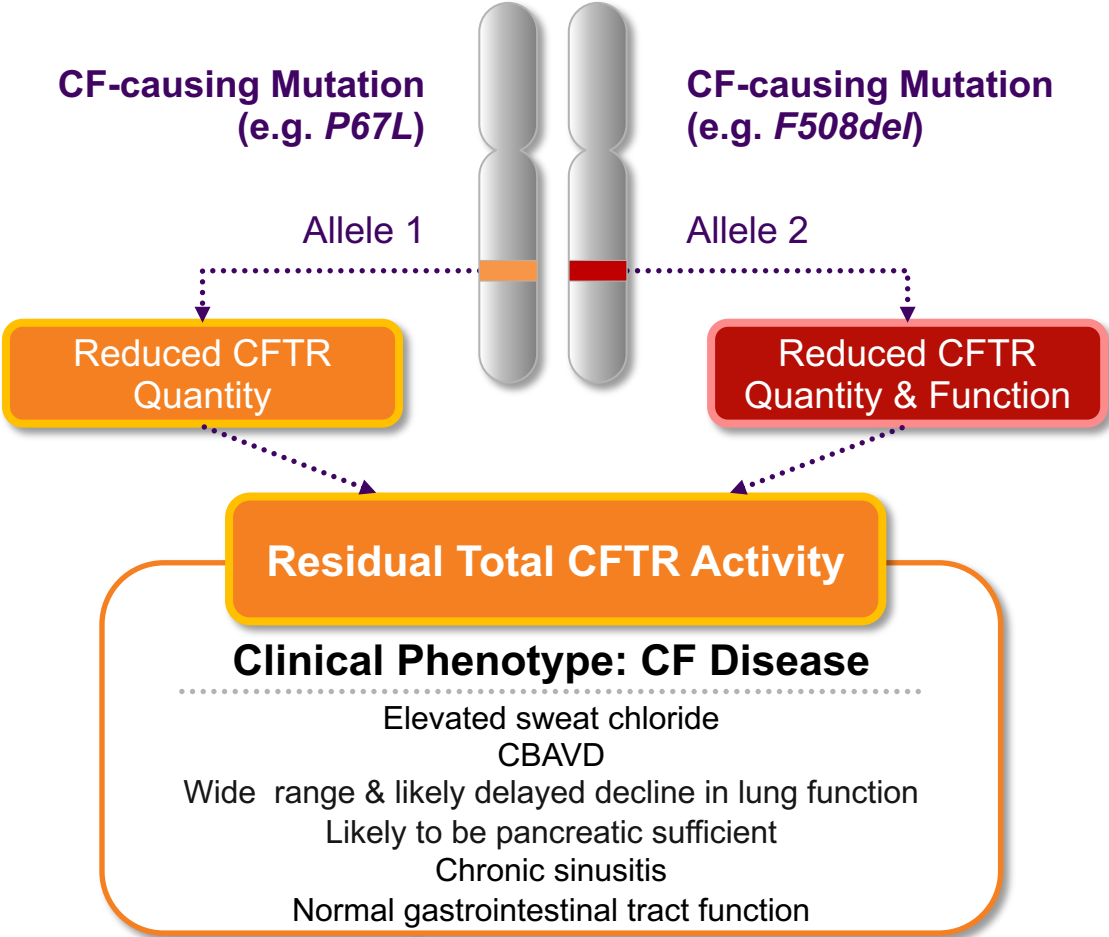 CF-causing Mutation
(e.g. P67L)
CF-causing Mutation
(e.g. F508del)
Allele 1
Allele 2
Reduced CFTR
Quantity
Reduced CFTR
Quantity & Function
Residual Total CFTR Activity
Clinical Phenotype: CF Disease
Elevated sweat chloride
CBAVD
Wide range & likely delayed decline in lung function
Likely to be pancreatic sufficient
Chronic sinusitis
Normal gastrointestinal tract function